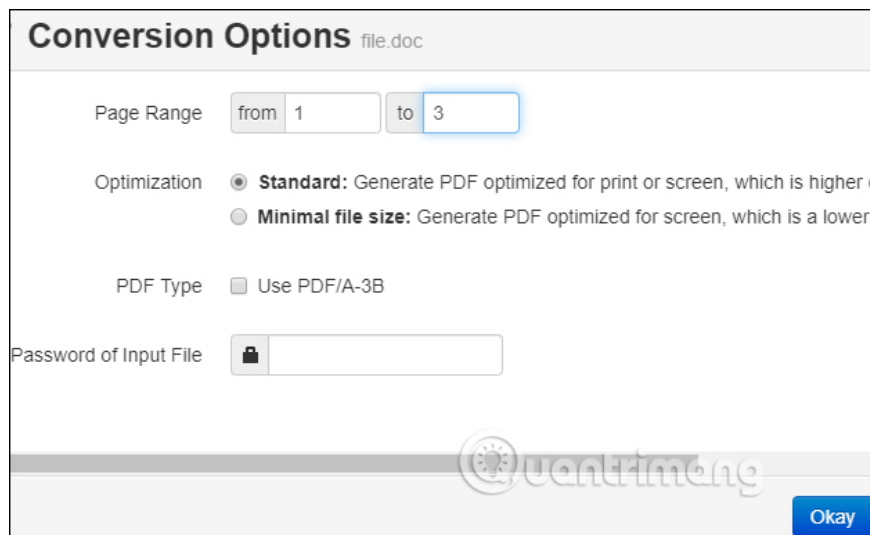 Conversion Options file.doc
Page Range from 1 to 3
Optimization Standard: Generate PDF optimized for print or screen, which is higher
Minimal file size: Generate PDF optimized for screen, which is a lower
PDF Type Use PDF/A-3B
Password of Input File
Quantrimang
Okay